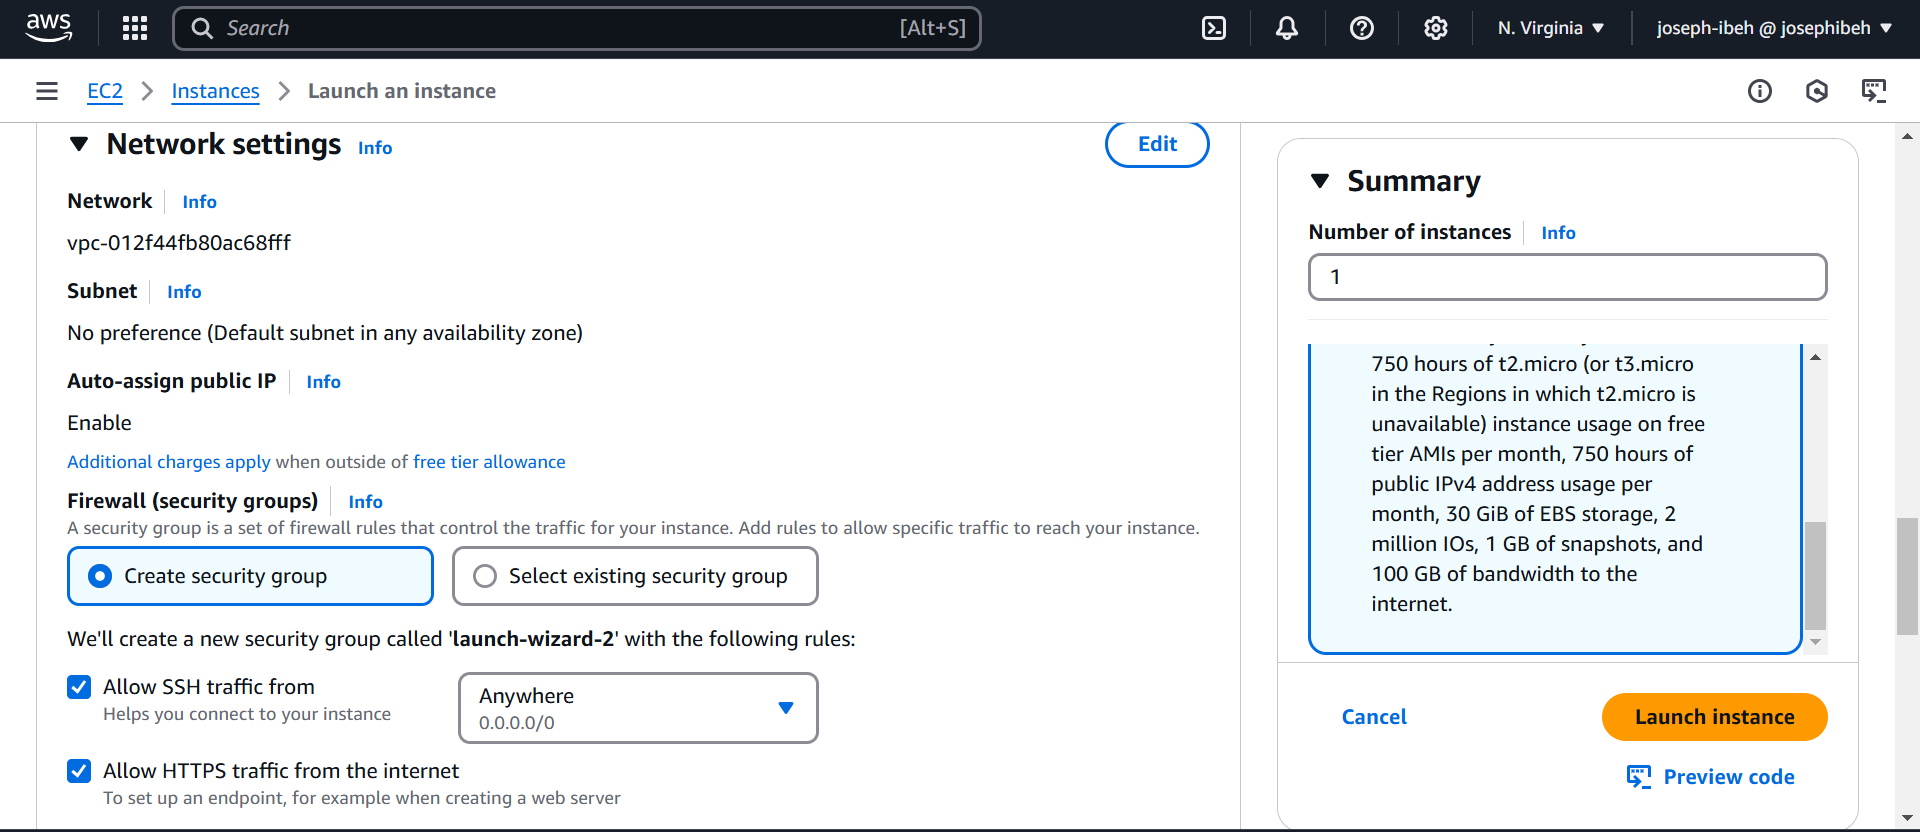 aws
Search
[Alt+S]
N. Virginia
joseph-ibeh @ josephibeh
EC2
Instances
Launch an instance
Network settings
Info
Edit
Network
Info
vpc-012f44fb80ac68fff
Subnet
Info
No preference (Default subnet in any availability zone)
Auto-assign public IP
Info
Enable
Additional charges apply when outside of free tier allowance
Firewall (security groups)
Info
A security group is a set of firewall rules that control the traffic for your instance. Add rules to allow specific traffic to reach your instance.
Create security group
Select existing security group
We'll create a new security group called 'launch-wizard-2' with the following rules:
Allow SSH traffic from
Helps you connect to your instance
Anywhere
0.0.0.0/0
Allow HTTPS traffic from the internet
To set up an endpoint, for example when creating a web server
Summary
Number of instances
Info
1
750 hours of t2.micro (or t3.micro
in the Regions in which t2.micro is
unavailable) instance usage on free
tier AMIs per month, 750 hours of
public IPv4 address usage per
month, 30 GiB of EBS storage, 2
million IOs, 1 GB of snapshots, and
100 GB of bandwidth to the
internet.
Cancel
Launch instance
Preview code